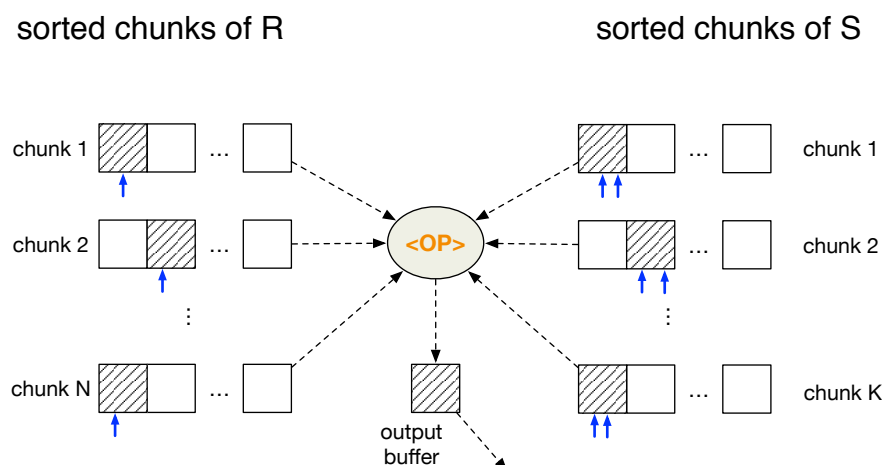 sorted chunks of R
sorted chunks of S
chunk 1
...
...
chunk 1
<OP>
chunk 2
...
...
chunk 2
⋮
⋮
chunk N
...
...
chunk K
output
buffer